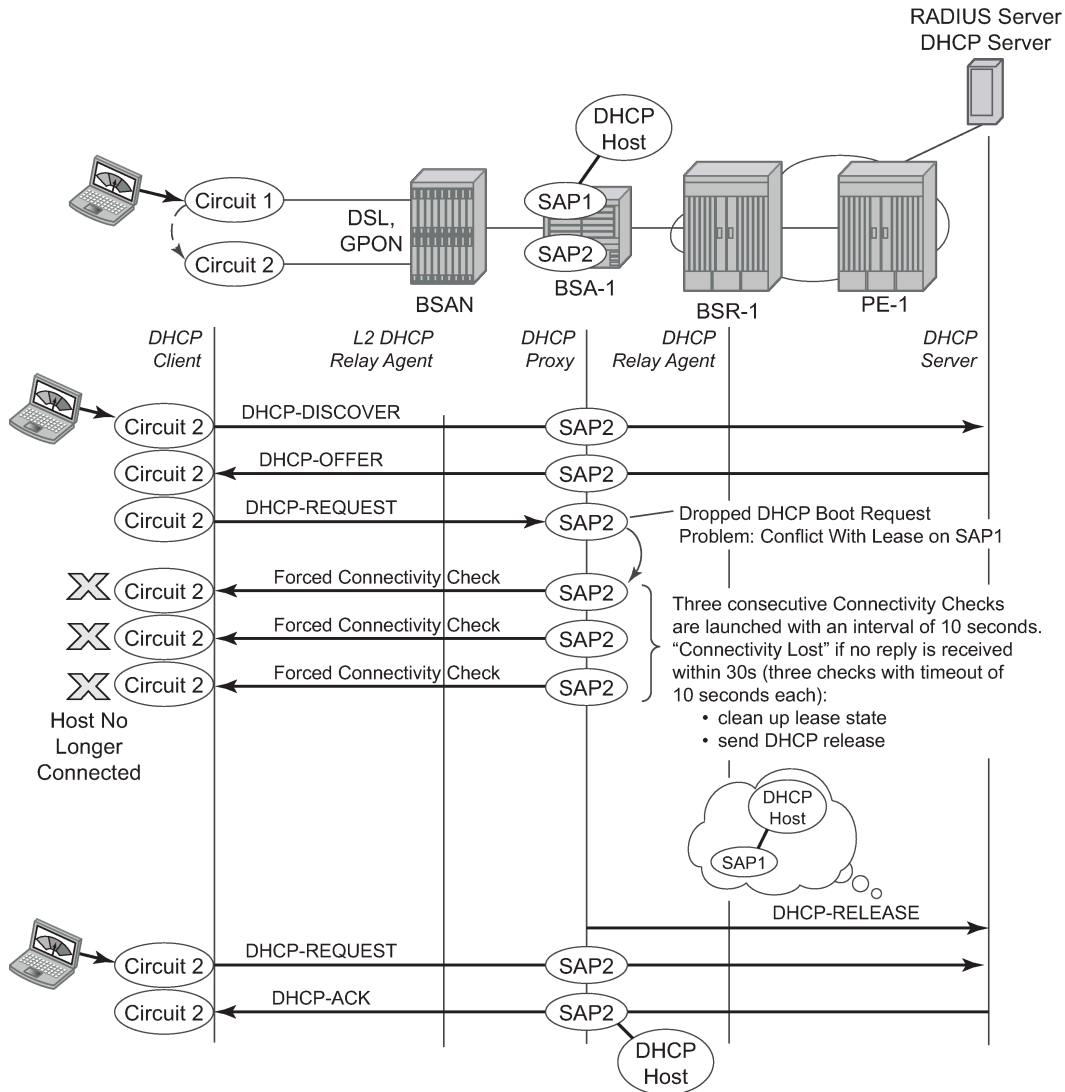 RADIUS Server
DHCP Server
DHCP
Host
Circuit 1
SAP1
DSL,
GPON
Circuit 2
SAP2
BSAN
BSA-1
BSR-1
PE-1
DHCP
Client
L2 DHCP
Relay Agent
DHCP
Proxy
DHCP
Relay Agent
DHCP
Server
Circuit 2
DHCP-DISCOVER
SAP2
Circuit 2
DHCP-OFFER
SAP2
Circuit 2
DHCP-REQUEST
SAP2
Dropped DHCP Boot Request
Problem: Conflict With Lease on SAP1
Circuit 2
Forced Connectivity Check
SAP2
Circuit 2
Forced Connectivity Check
SAP2
Circuit 2
Forced Connectivity Check
SAP2
Three consecutive Connectivity Checks
are launched with an interval of 10 seconds.
“Connectivity Lost” if no reply is received
within 30s (three checks with timeout of
10 seconds each):
• clean up lease state
• send DHCP release
Host No
Longer
Connected
DHCP
Host
SAP1
DHCP-RELEASE
Circuit 2
DHCP-REQUEST
SAP2
Circuit 2
DHCP-ACK
SAP2
DHCP
Host